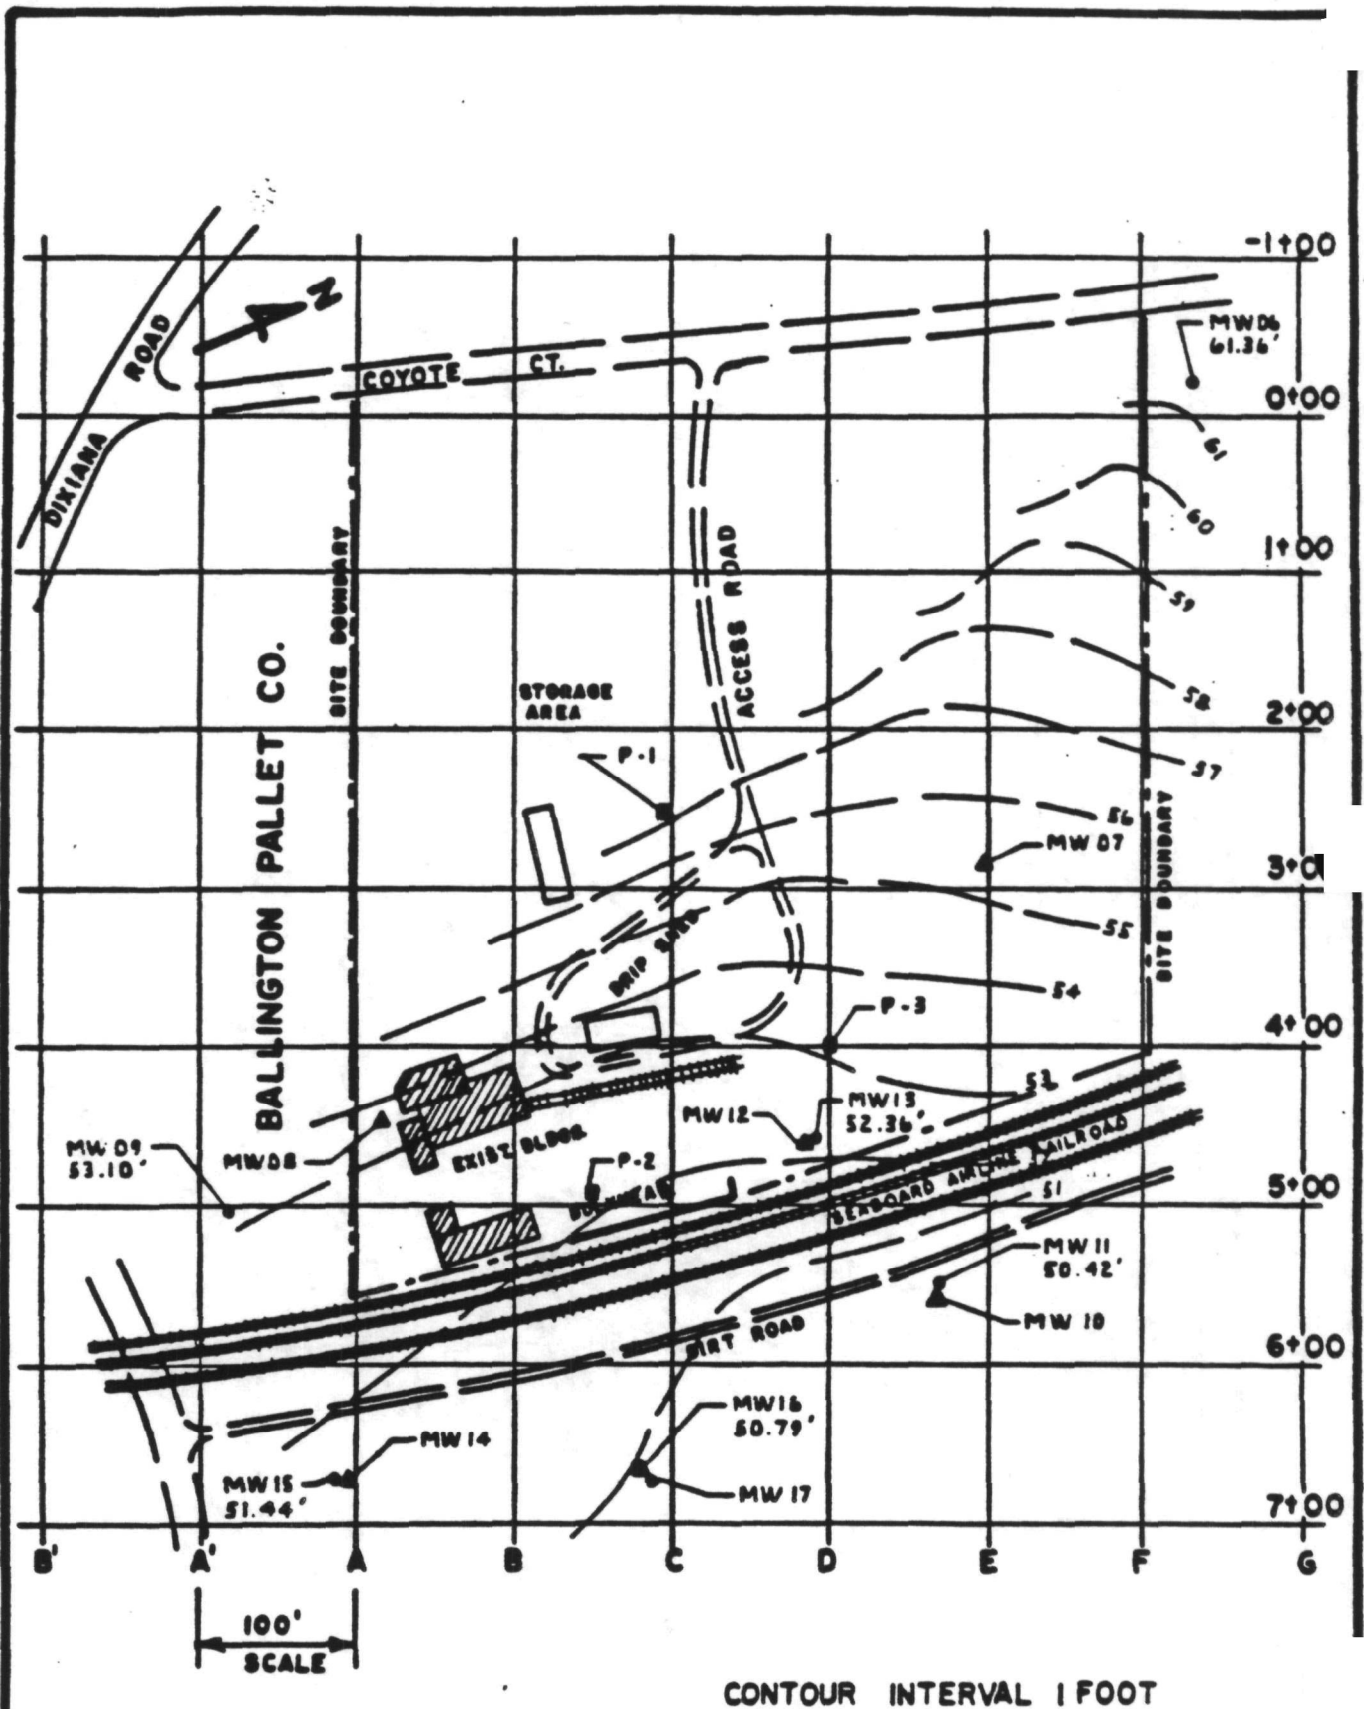 -1+00
N
MW06
61.36'
ROAD
COYOTE CT.
0+00
61
DIXIANA
60
1+00
SITE BOUNDARY
ACCESS ROAD
59
BALLINGTON PALLET CO.
STORAGE
AREA
58
2+00
P-1
57
56
MW07
3+0
SITE BOUNDARY
55
DRIP SHED
54
P-3
4+00
53
MW13
52.36'
MW12
MW09
53.10'
MW08
EXIST. BLDG.
P-2
SEABOARD AIRLINE RAILROAD
51
5+00
MW11
50.42'
MW10
DIRT ROAD
6+00
MW16
50.79'
MW14
MW15
51.44'
MW17
7+00
B' A' A B C D E F G
100'
SCALE
CONTOUR INTERVAL 1 FOOT